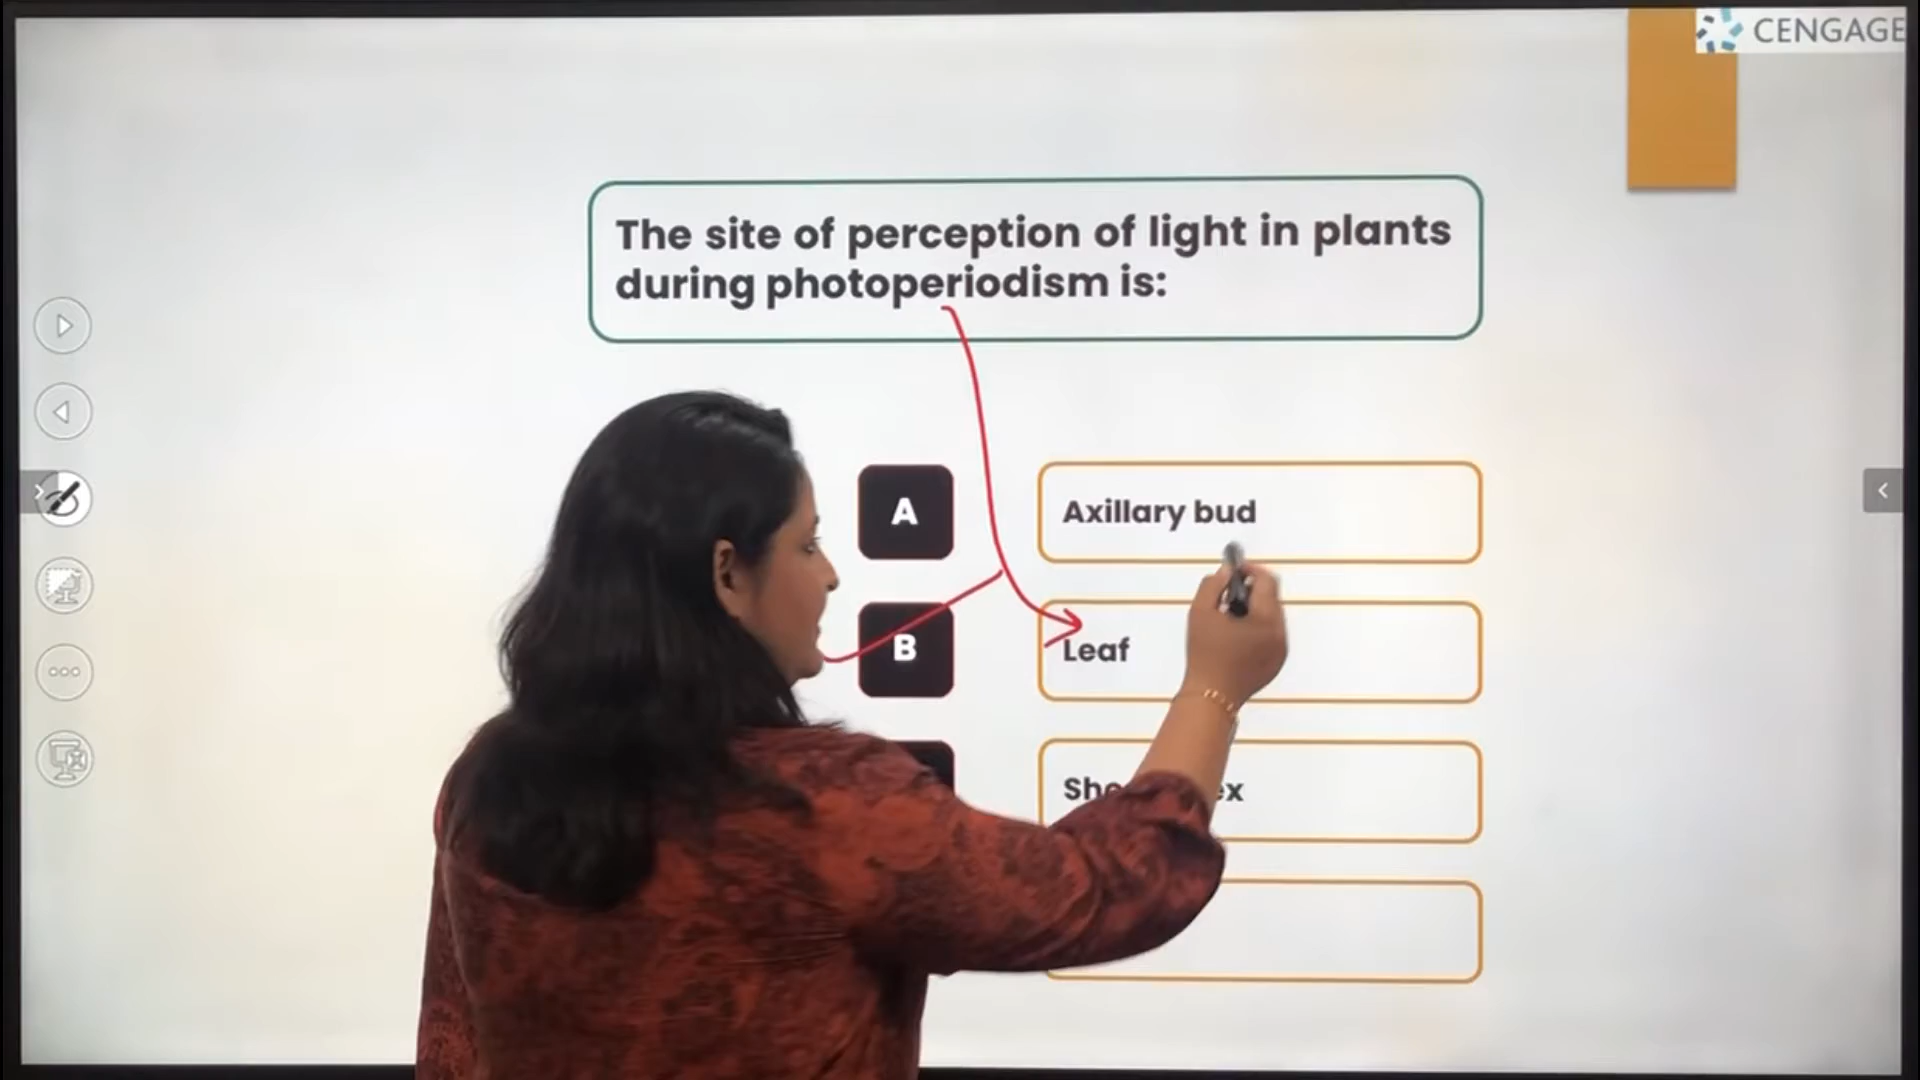 CENGAGE
The site of perception of light in plants
during photoperiodism is:
A
Axillary bud
B
Leaf